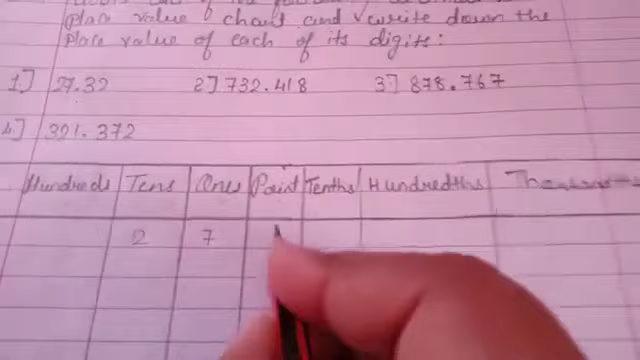 place value chart and write down the
place value of each of its digits:
1) 27.32 2) 732.418 3) 878.767
4) 321.372
Hundreds Tens Ones Point Tenths Hundredths
2 7